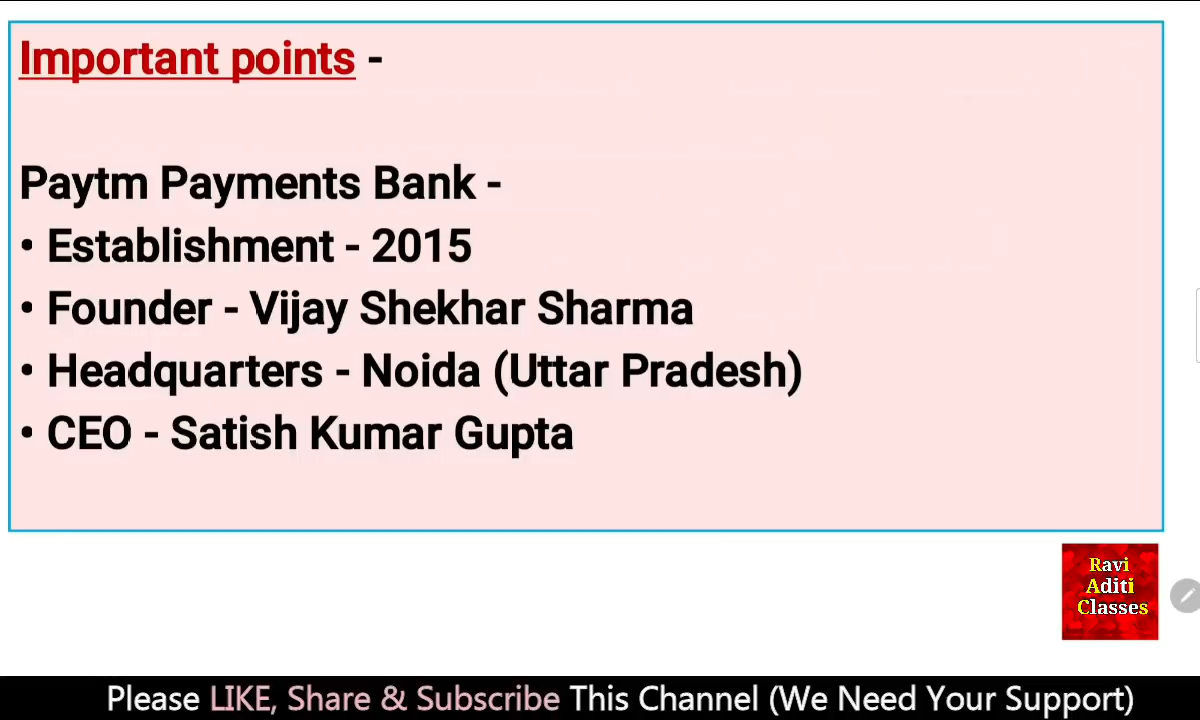 Important points -
Paytm Payments Bank -
• Establishment - 2015
• Founder - Vijay Shekhar Sharma
• Headquarters - Noida (Uttar Pradesh)
• CEO - Satish Kumar Gupta
Ravi
Aditi
Classes
Please LIKE, Share & Subscribe This Channel (We Need Your Support)